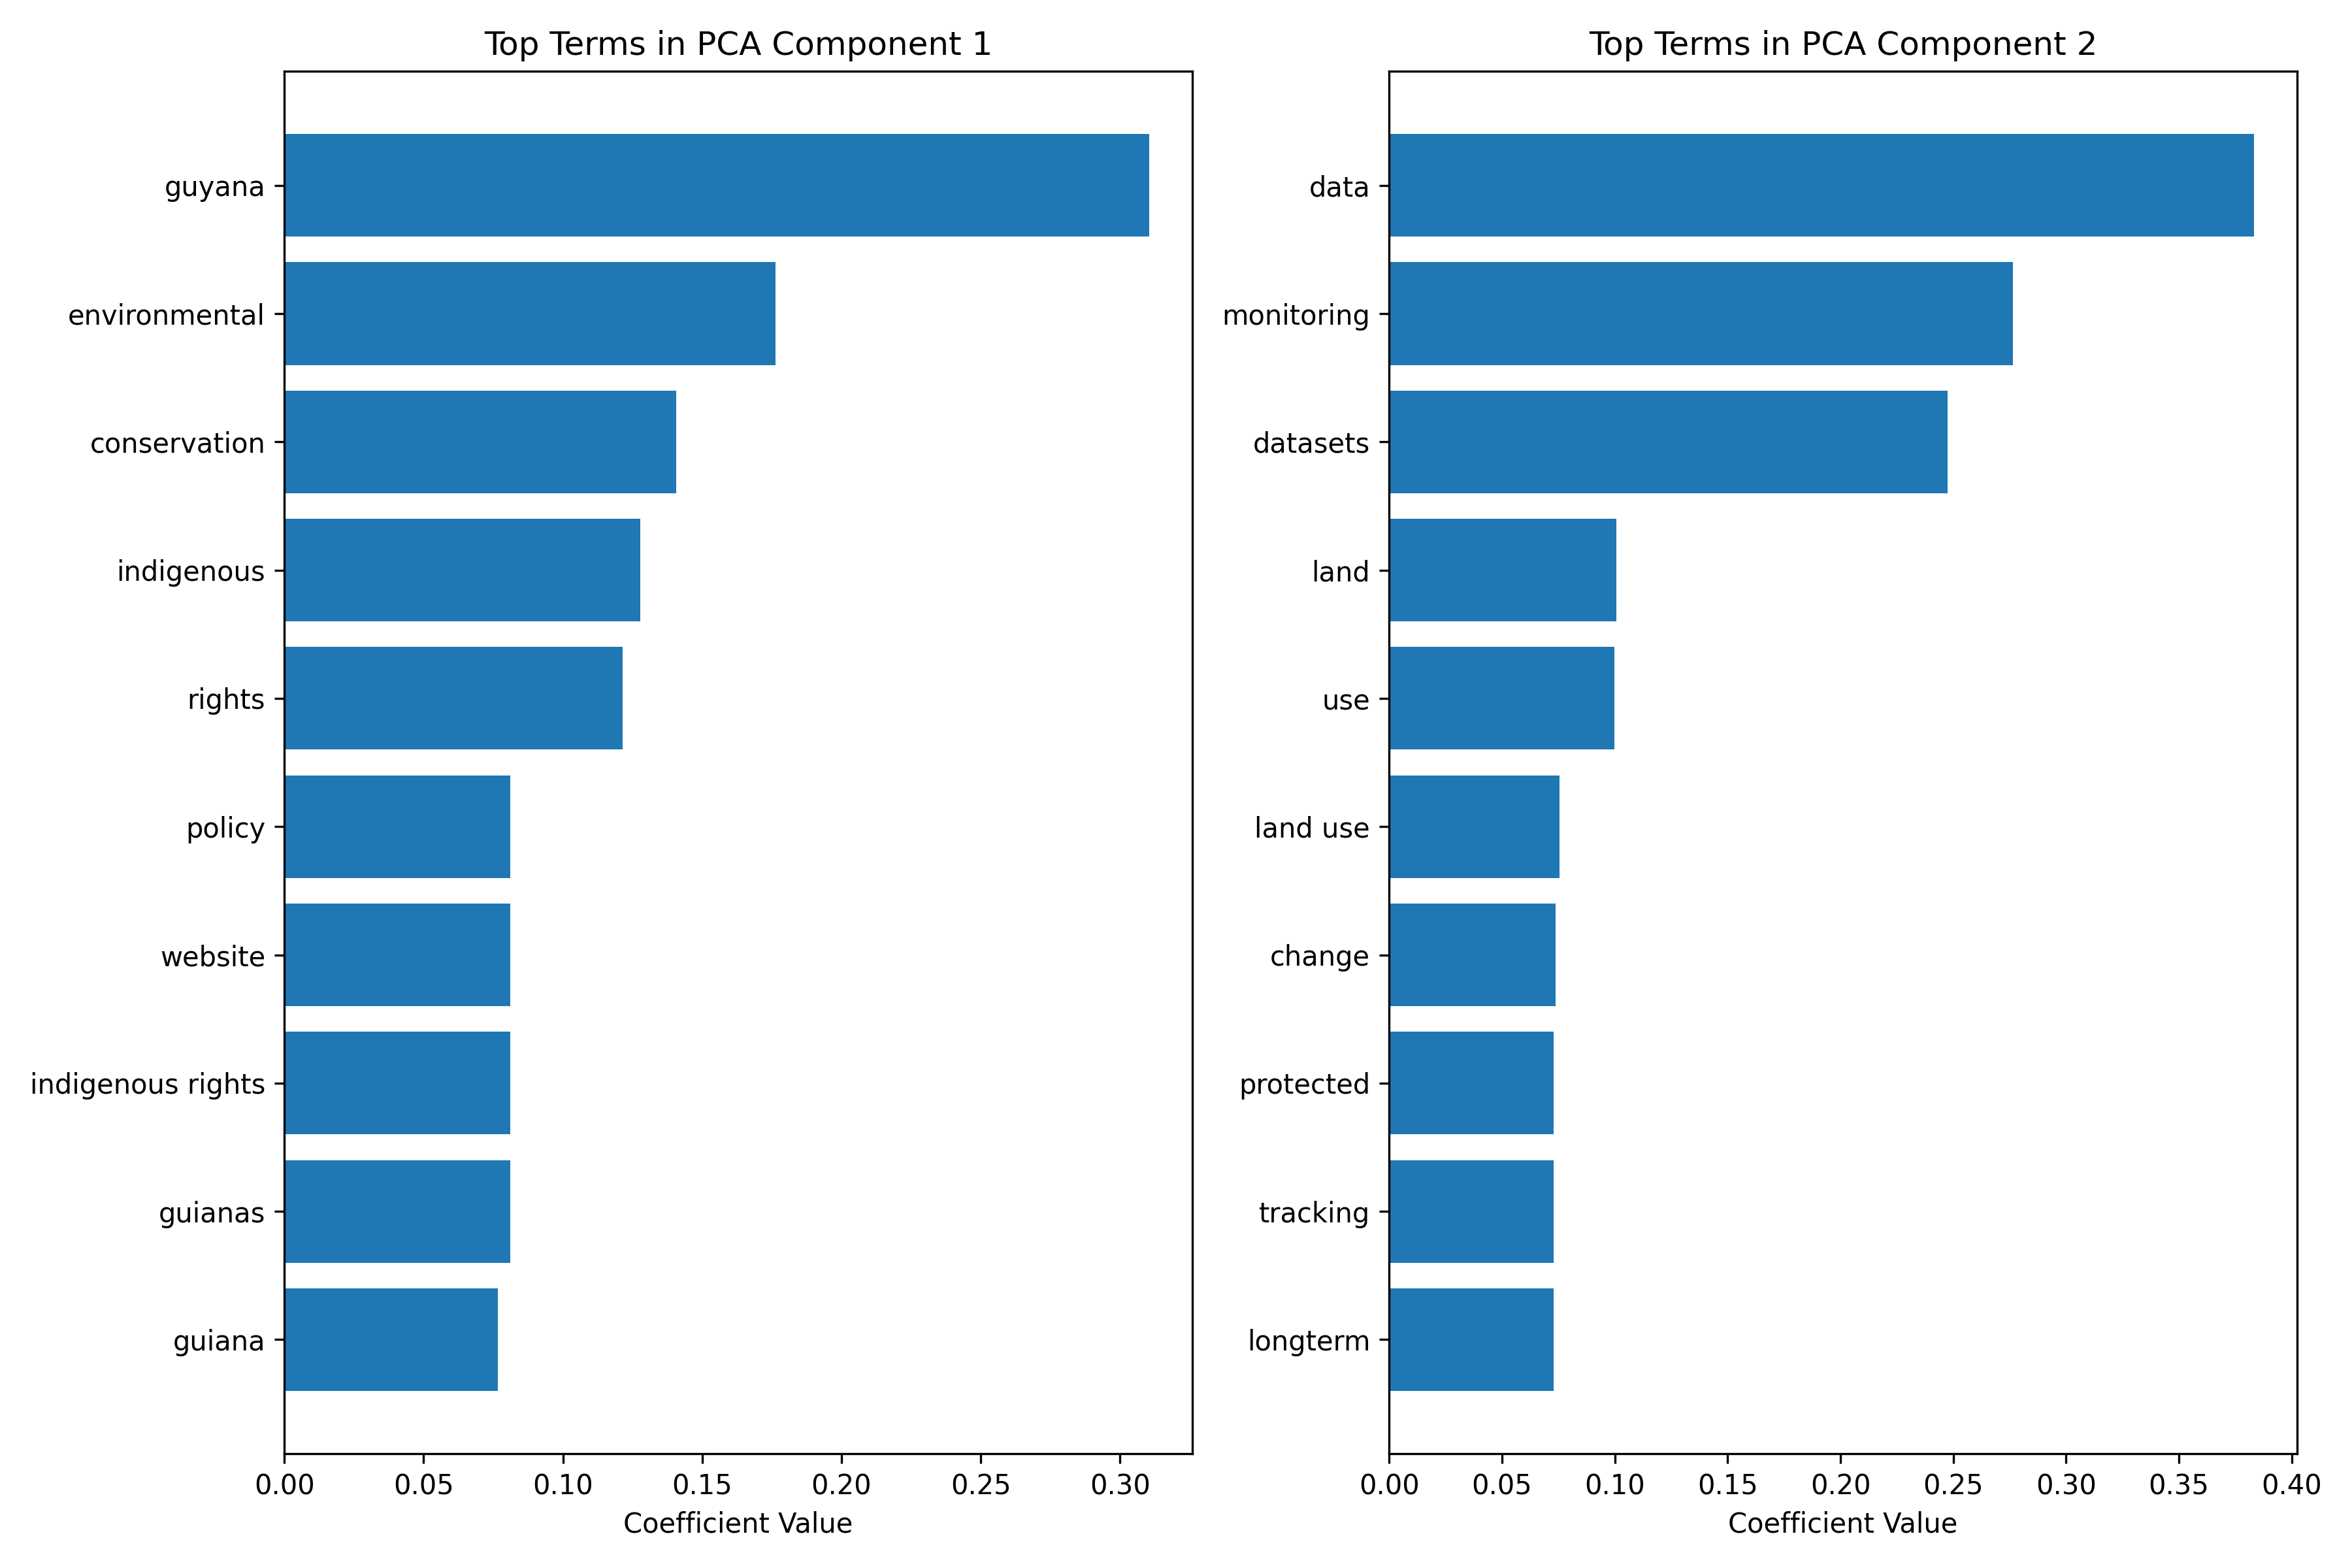 Top Terms in PCA Component 1
guyana
environmental
conservation
indigenous
rights
policy
website
indigenous rights
guianas
guiana
0.00 0.05 0.10 0.15 0.20 0.25 0.30
Coefficient Value
Top Terms in PCA Component 2
data
monitoring
datasets
land
use
land use
change
protected
tracking
longterm
0.00 0.05 0.10 0.15 0.20 0.25 0.30 0.35 0.40
Coefficient Value